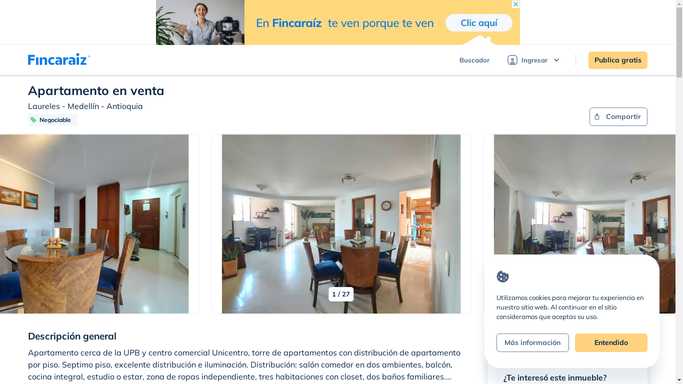 En Fincaraíz te ven porque te ven
Clic aquí
Fincaraíz
Buscador
Ingresar
Publica gratis
Apartamento en venta
Laureles - Medellín - Antioquia
Negociable
Compartir
1 / 27
Descripción general
Apartamento cerca de la UPB y centro comercial Unicentro, torre de apartamentos con distribución de apartamento
por piso. Septimo piso, excelente distribución e iluminación. Distribución; salón comedor en dos ambientes, balcón,
cocina integral, estudio o estar, zona de ropas independiente, tres habitaciones con closet, dos baños familiares....
Utilizamos cookies para mejorar tu experiencia en
nuestro sitio web. Al continuar en el sitio
consideramos que aceptas su uso.
Más información
Entendido
¿Te interesó este inmueble?